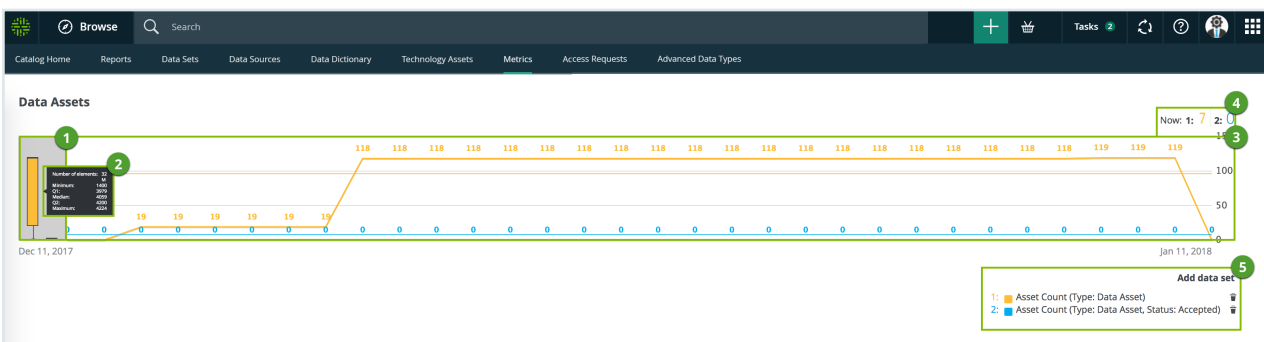 Browse Search Tasks 2
Catalog Home Reports Data Sets Data Sources Data Dictionary Technology Assets Metrics Access Requests Advanced Data Types
Data Assets
4
Now: 1: 7 2: 0
1 3
150
118 118 118 118 118 118 118 118 118 118 118 118 118 118 118 118 118 118 118 118 119 119 119
2
Number of elements: 32
M
Minimum: 1400
Q1: 3979
Median: 4059
Q2: 4200
Maximum: 4224
100
50
19 19 19 19 19 19
0 0 0 0 0 0 0 0 0 0 0 0 0 0 0 0 0 0 0 0 0 0 0 0 0 0 0 0 0 0 0 0
0
Dec 11, 2017 Jan 11, 2018
5
Add data set
1: Asset Count (Type: Data Asset)
2: Asset Count (Type: Data Asset, Status: Accepted)